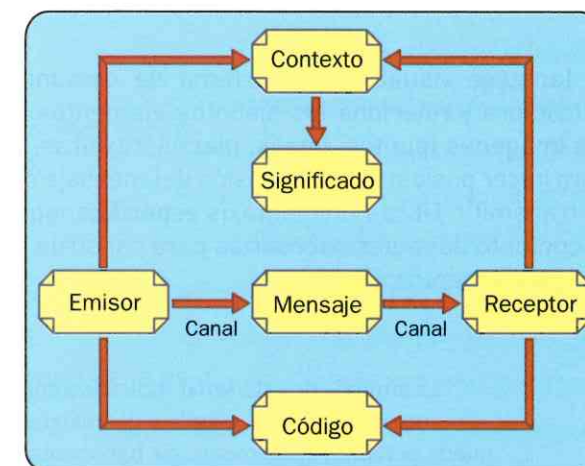 Contexto
Significado
Emisor
Mensaje
Receptor
Canal
Canal
Código